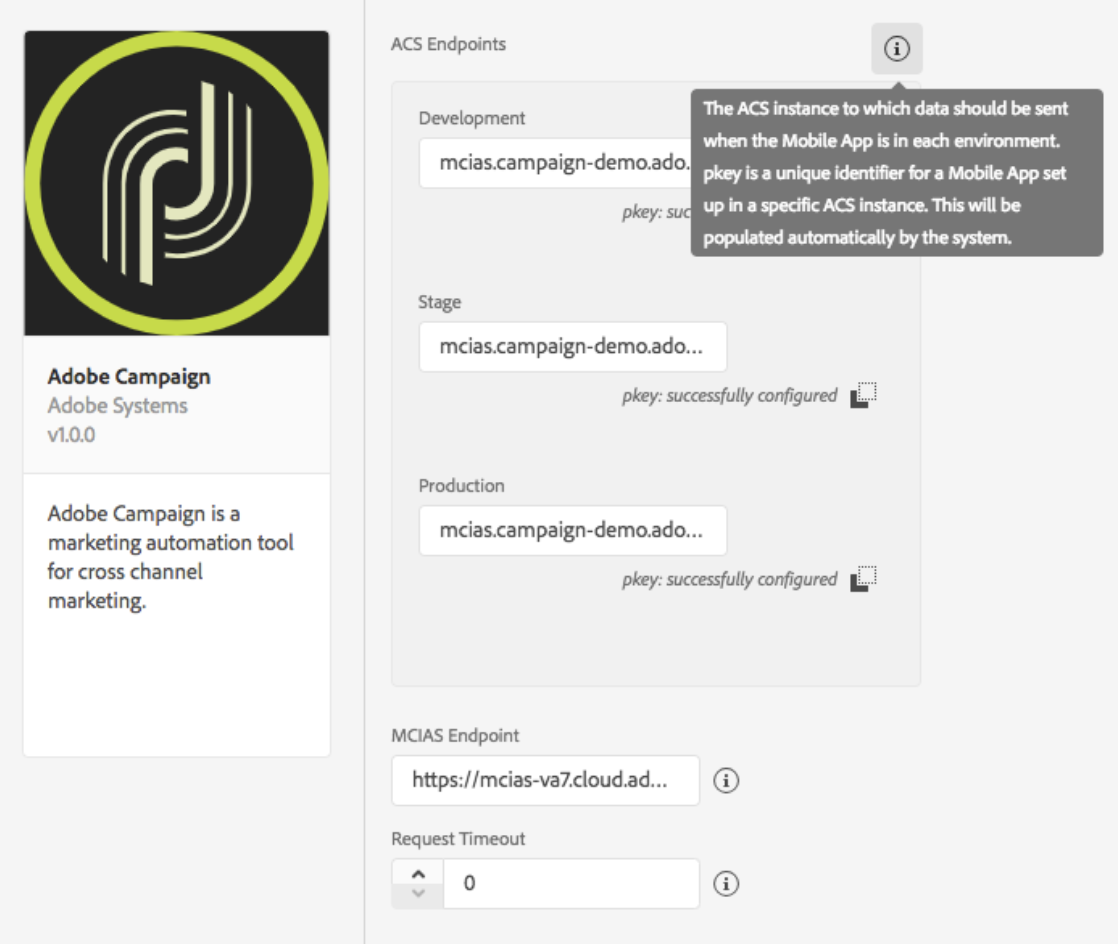 Adobe Campaign
Adobe Systems
v1.0.0
Adobe Campaign is a
marketing automation tool
for cross channel
marketing.
ACS Endpoints
The ACS instance to which data should be sent
when the Mobile App is in each environment.
pkey is a unique identifier for a Mobile App set
up in a specific ACS instance. This will be
populated automatically by the system.
Development
mcias.campaign-demo.ado.
pkey: suc
Stage
mcias.campaign-demo.ado...
pkey: successfully configured
Production
mcias.campaign-demo.ado...
pkey: successfully configured
MCIAS Endpoint
https://mcias-va7.cloud.ad...
Request Timeout
0